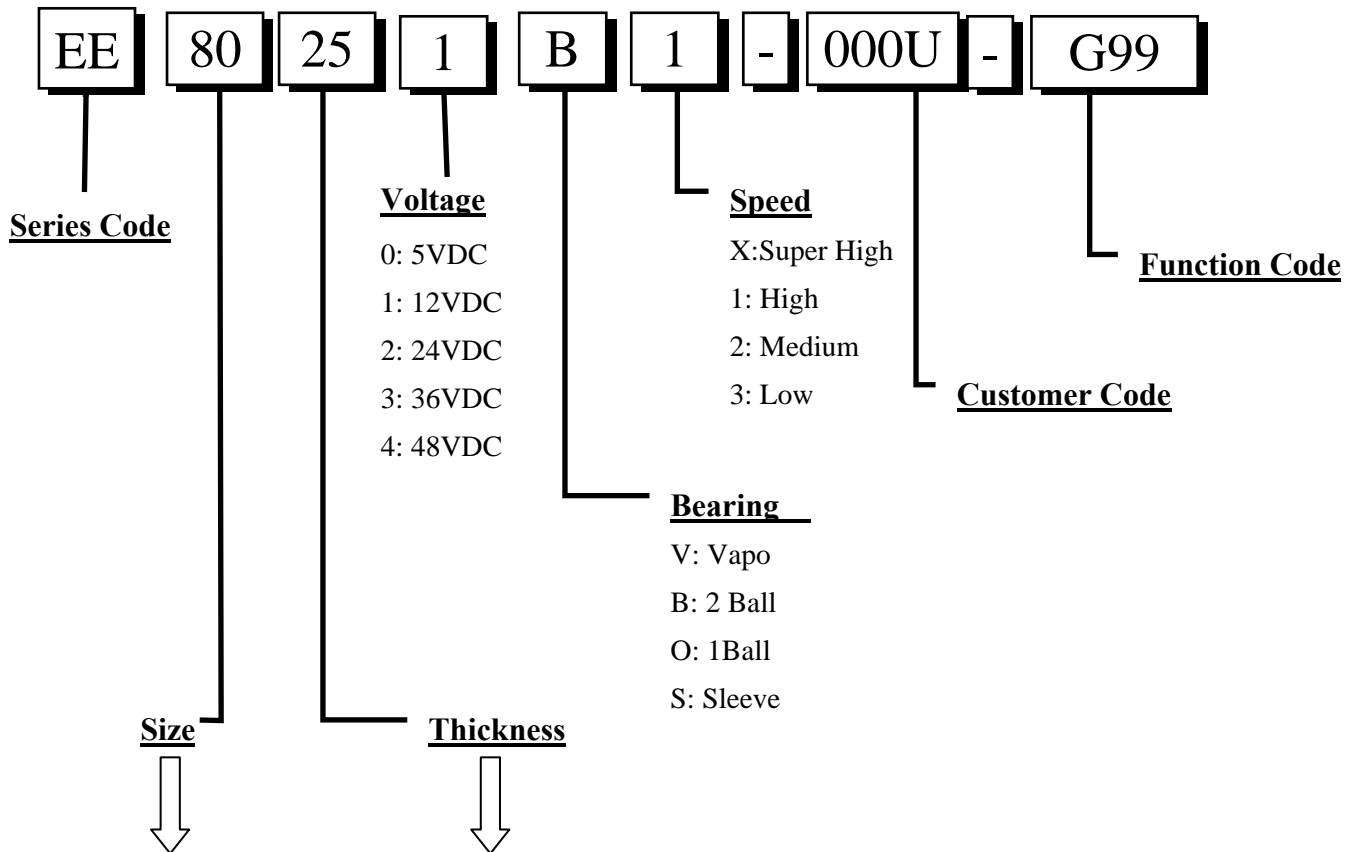 EE 80 25 1 B 1 - 000U - G99
Series Code
Voltage
0: 5VDC
1: 12VDC
2: 24VDC
3: 36VDC
4: 48VDC
Speed
X:Super High
1: High
2: Medium
3: Low
Function Code
Customer Code
Bearing
V: Vapo
B: 2 Ball
O: 1Ball
S: Sleeve
Size
Thickness